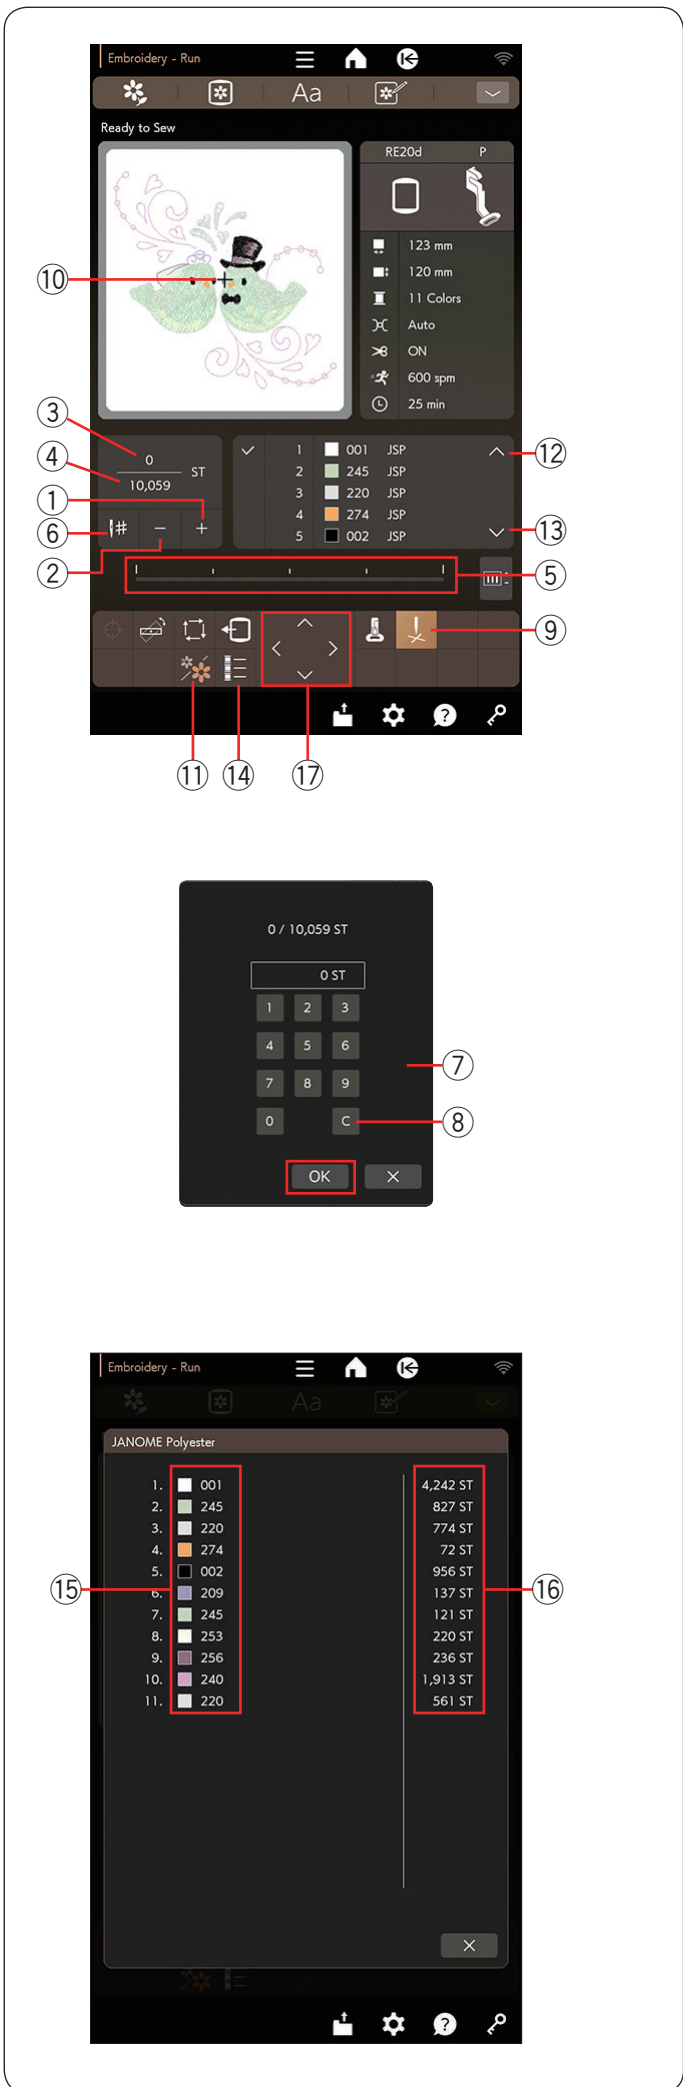 Embroidery - Run
Aa
Ready to Sew
RE20d P
123 mm
120 mm
11 Colors
Auto
ON
600 spm
25 min
⑩
③
④
①
⑥
②
0
10,059
ST
# − +
✓ 1 001 JSP
2 245 JSP
3 220 JSP
4 274 JSP
5 002 JSP
⑫
⑬
⑤
⑨
?
⑪ ⑭ ⑰
0 / 10,059 ST
0 ST
1 2 3
4 5 6
7 8 9
0 C
OK ×
⑦
⑧
Embroidery - Run
Aa
JANOME Polyester
1. 001 4,242 ST
2. 245 827 ST
3. 220 774 ST
4. 274 72 ST
5. 002 956 ST
⑮ 6. 209 137 ST ⑯
7. 245 121 ST
8. 253 220 ST
9. 256 236 ST
10. 240 1,913 ST
11. 220 561 ST
×
?